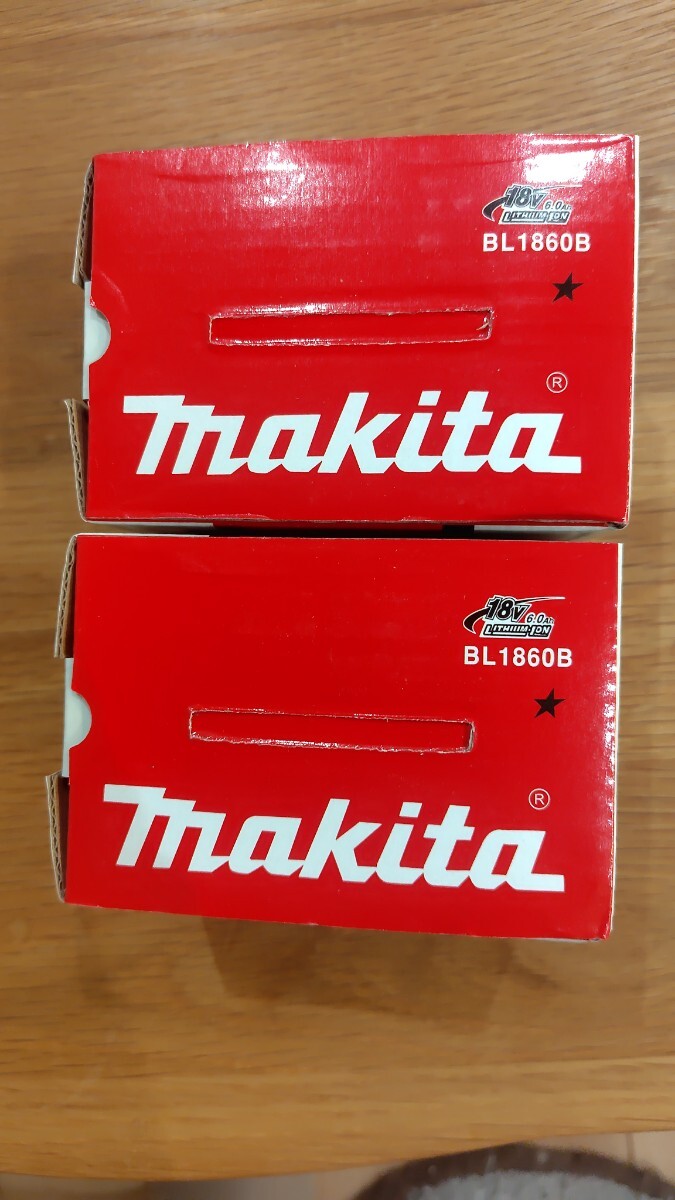 18V 6.0Ah
LITHIUM-ION
BL1860B
★
®
makita
18V 6.0Ah
LITHIUM-ION
BL1860B
★
®
makita